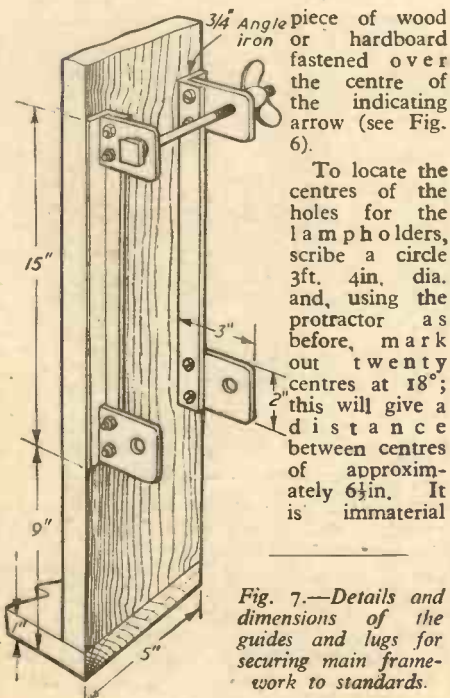 3/4" Angle
iron
15"
3"
2"
9"
1"
5"
piece of wood
or hardboard
fastened over
the centre of
the indicating
arrow (see Fig.
6).
To locate the
centres of the
holes for the
lampholders,
scribe a circle
3ft. 4in. dia.
and, using the
protractor as
before, mark
out twenty
centres at 18°;
this will give a
distance
between centres
of approxim-
ately 6½in. It
is immaterial
Fig. 7.—Details and
dimensions of the
guides and lugs for
securing main frame-
work to standards.